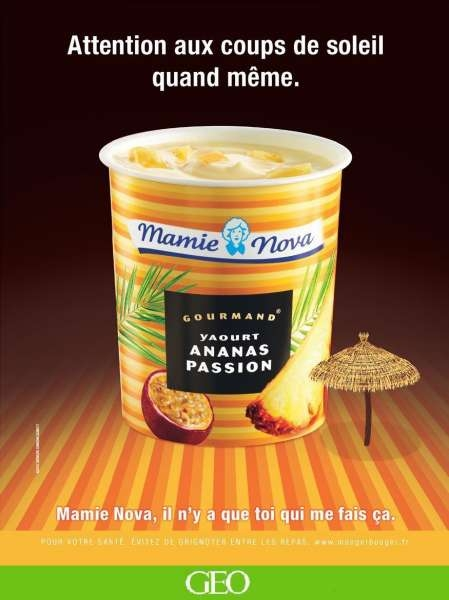 Attention aux coups de soleil
quand même.
Mamie Nova
GOURMAND®
YAOURT
ANANAS
PASSION
Mamie Nova, il n'y a que toi qui me fais ça.
POUR VOTRE SANTÉ, ÉVITEZ DE GRIGNOTER ENTRE LES REPAS. www.mangerbouger.fr
GEO